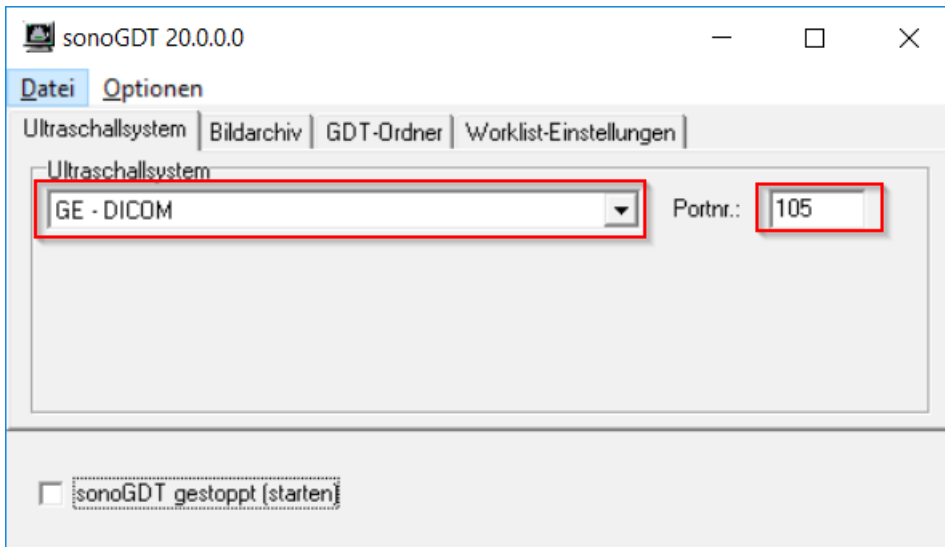 sonoGDT 20.0.0.0
Datei Optionen
Ultraschallsystem Bildarchiv GDT-Ordner Worklist-Einstellungen
Ultraschallsystem
GE - DICOM Portnr.: 105
sonoGDT gestoppt (starten)